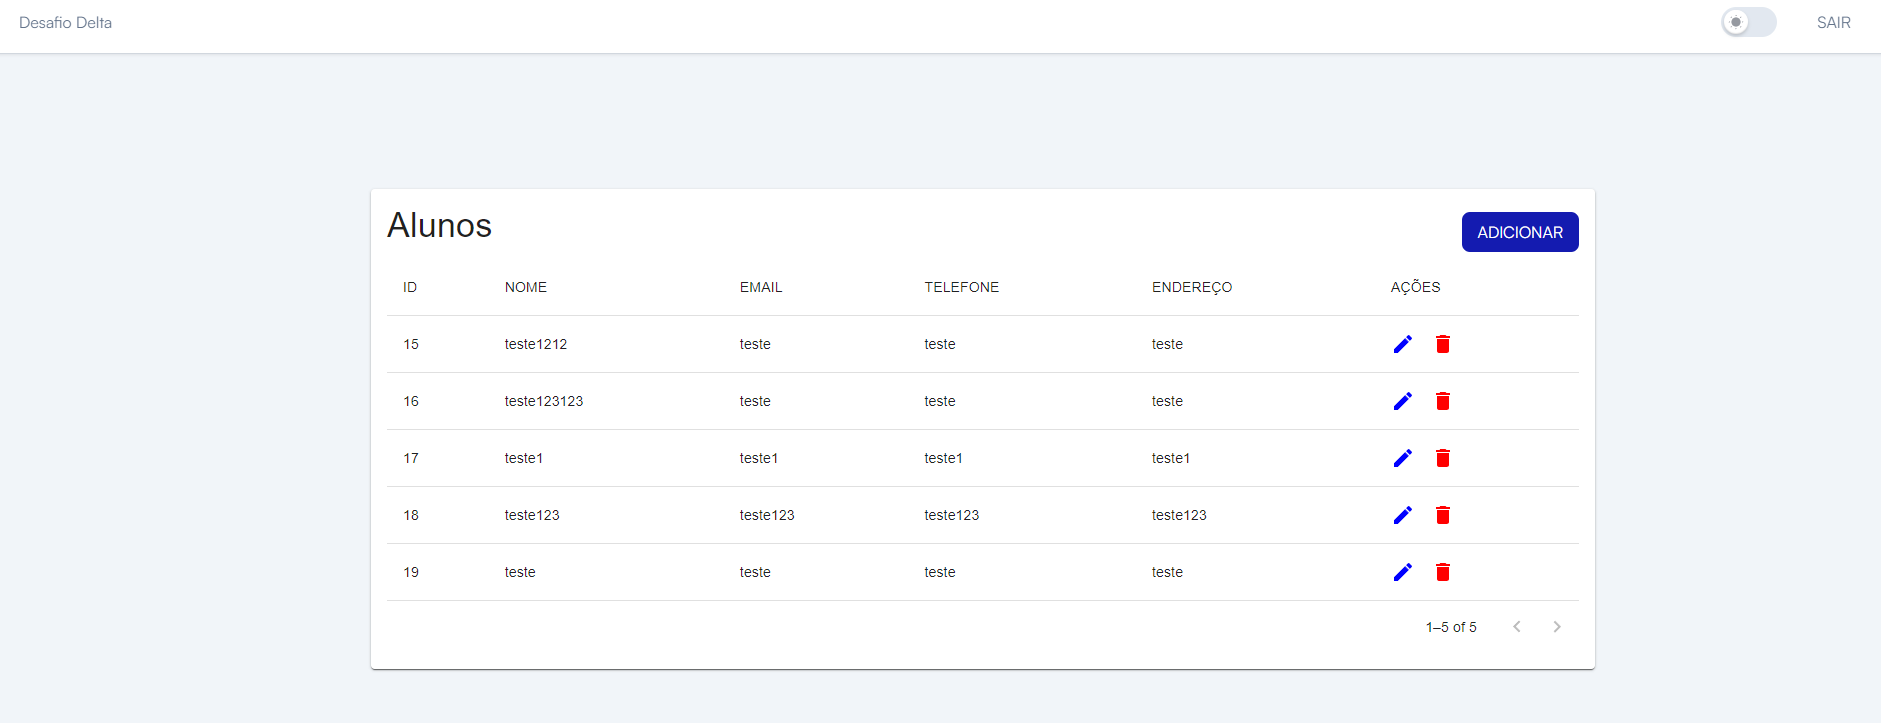 Desafio Delta SAIR
Alunos ADICIONAR
ID NOME EMAIL TELEFONE ENDEREÇO AÇÕES
15 teste1212 teste teste teste
16 teste123123 teste teste teste
17 teste1 teste1 teste1 teste1
18 teste123 teste123 teste123 teste123
19 teste teste teste teste
1–5 of 5